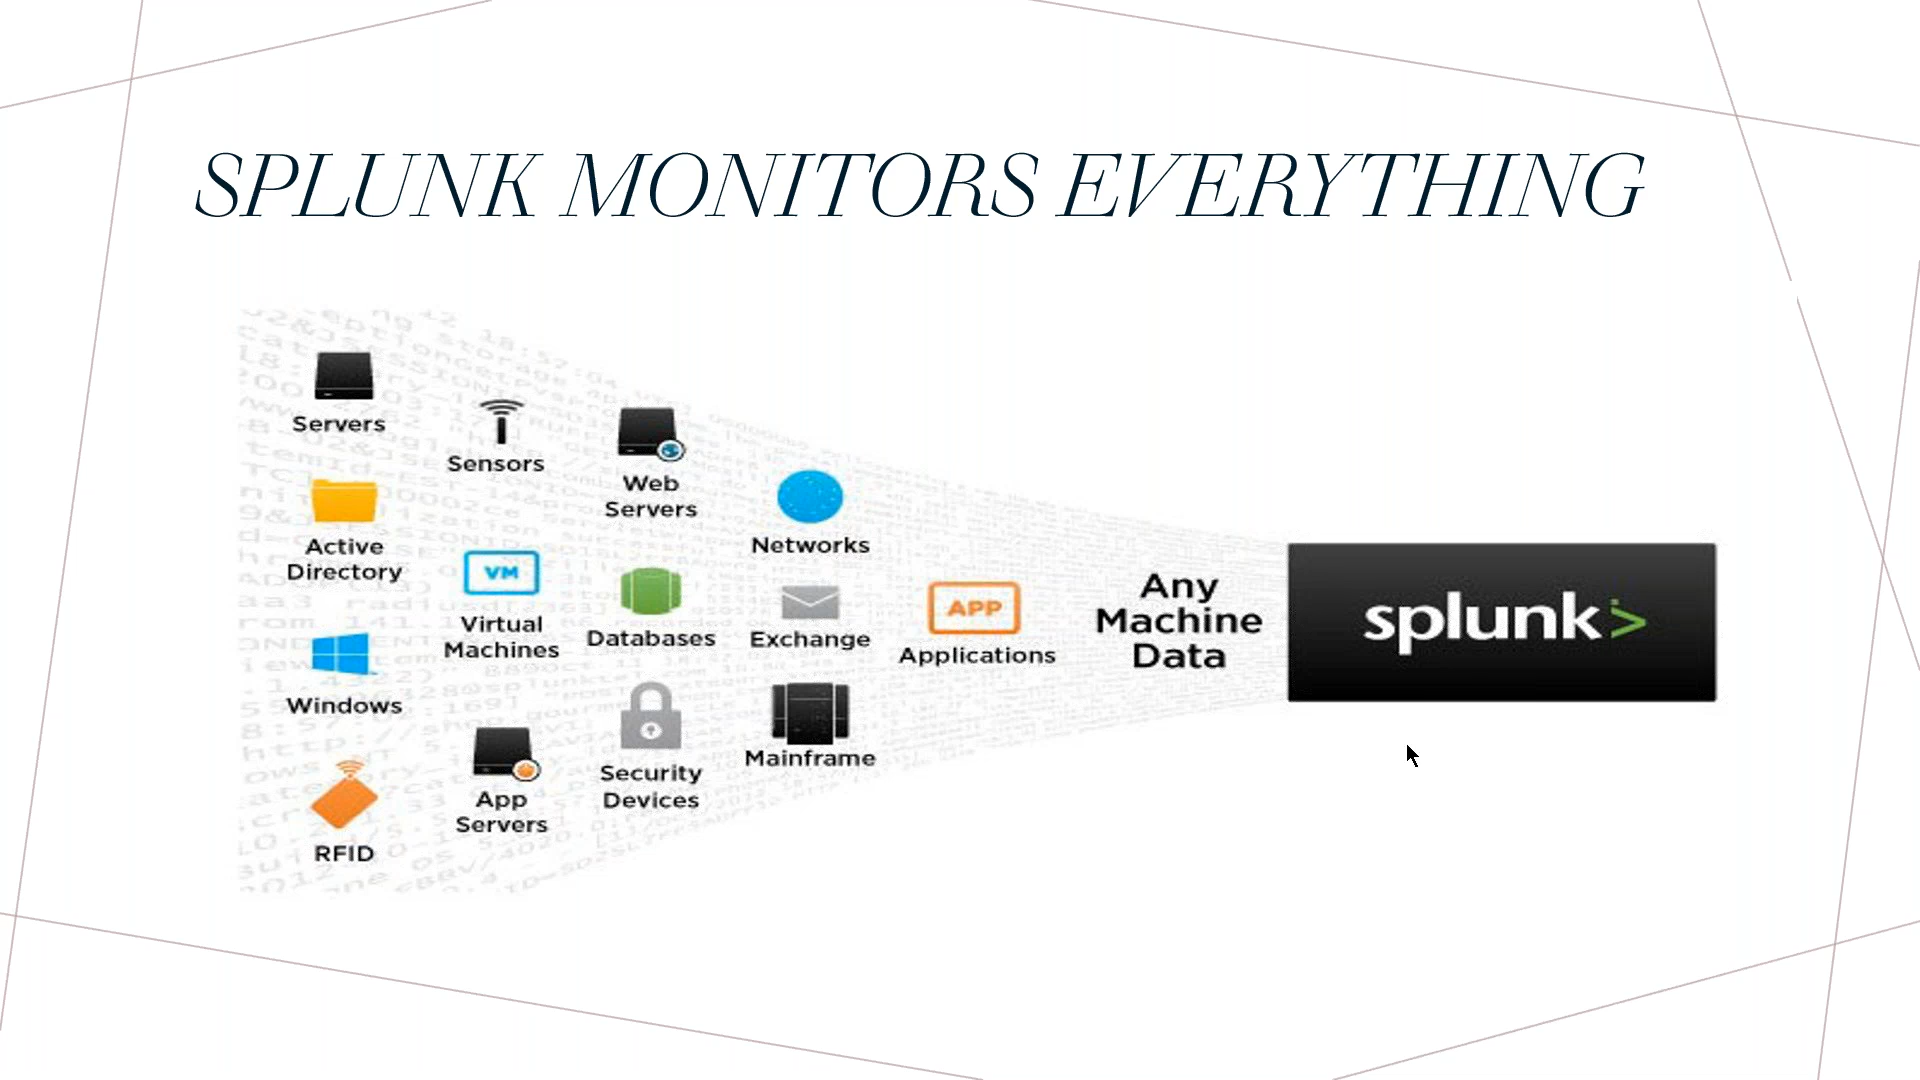 SPLUNK MONITORS EVERYTHING
Servers
Sensors
Web
Servers
Networks
Active
Directory
VM
Virtual
Machines
Databases
Exchange
APP
Applications
Any
Machine
Data
splunk>
Windows
App
Servers
Security
Devices
Mainframe
RFID